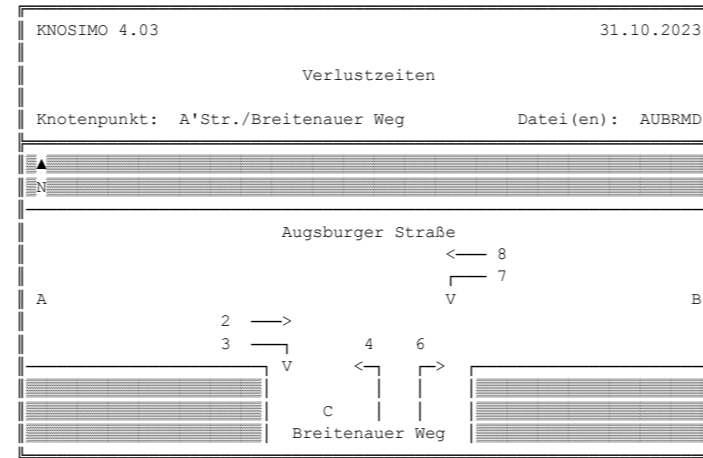 KNOSIMO 4.03 31.10.2023
Verlustzeiten
Knotenpunkt: A'Str./Breitenauer Weg Datei(en): AUBRMD
N
Augsburger Straße
8
7
A V B
2
3 4 6
V
C
Breitenauer Weg